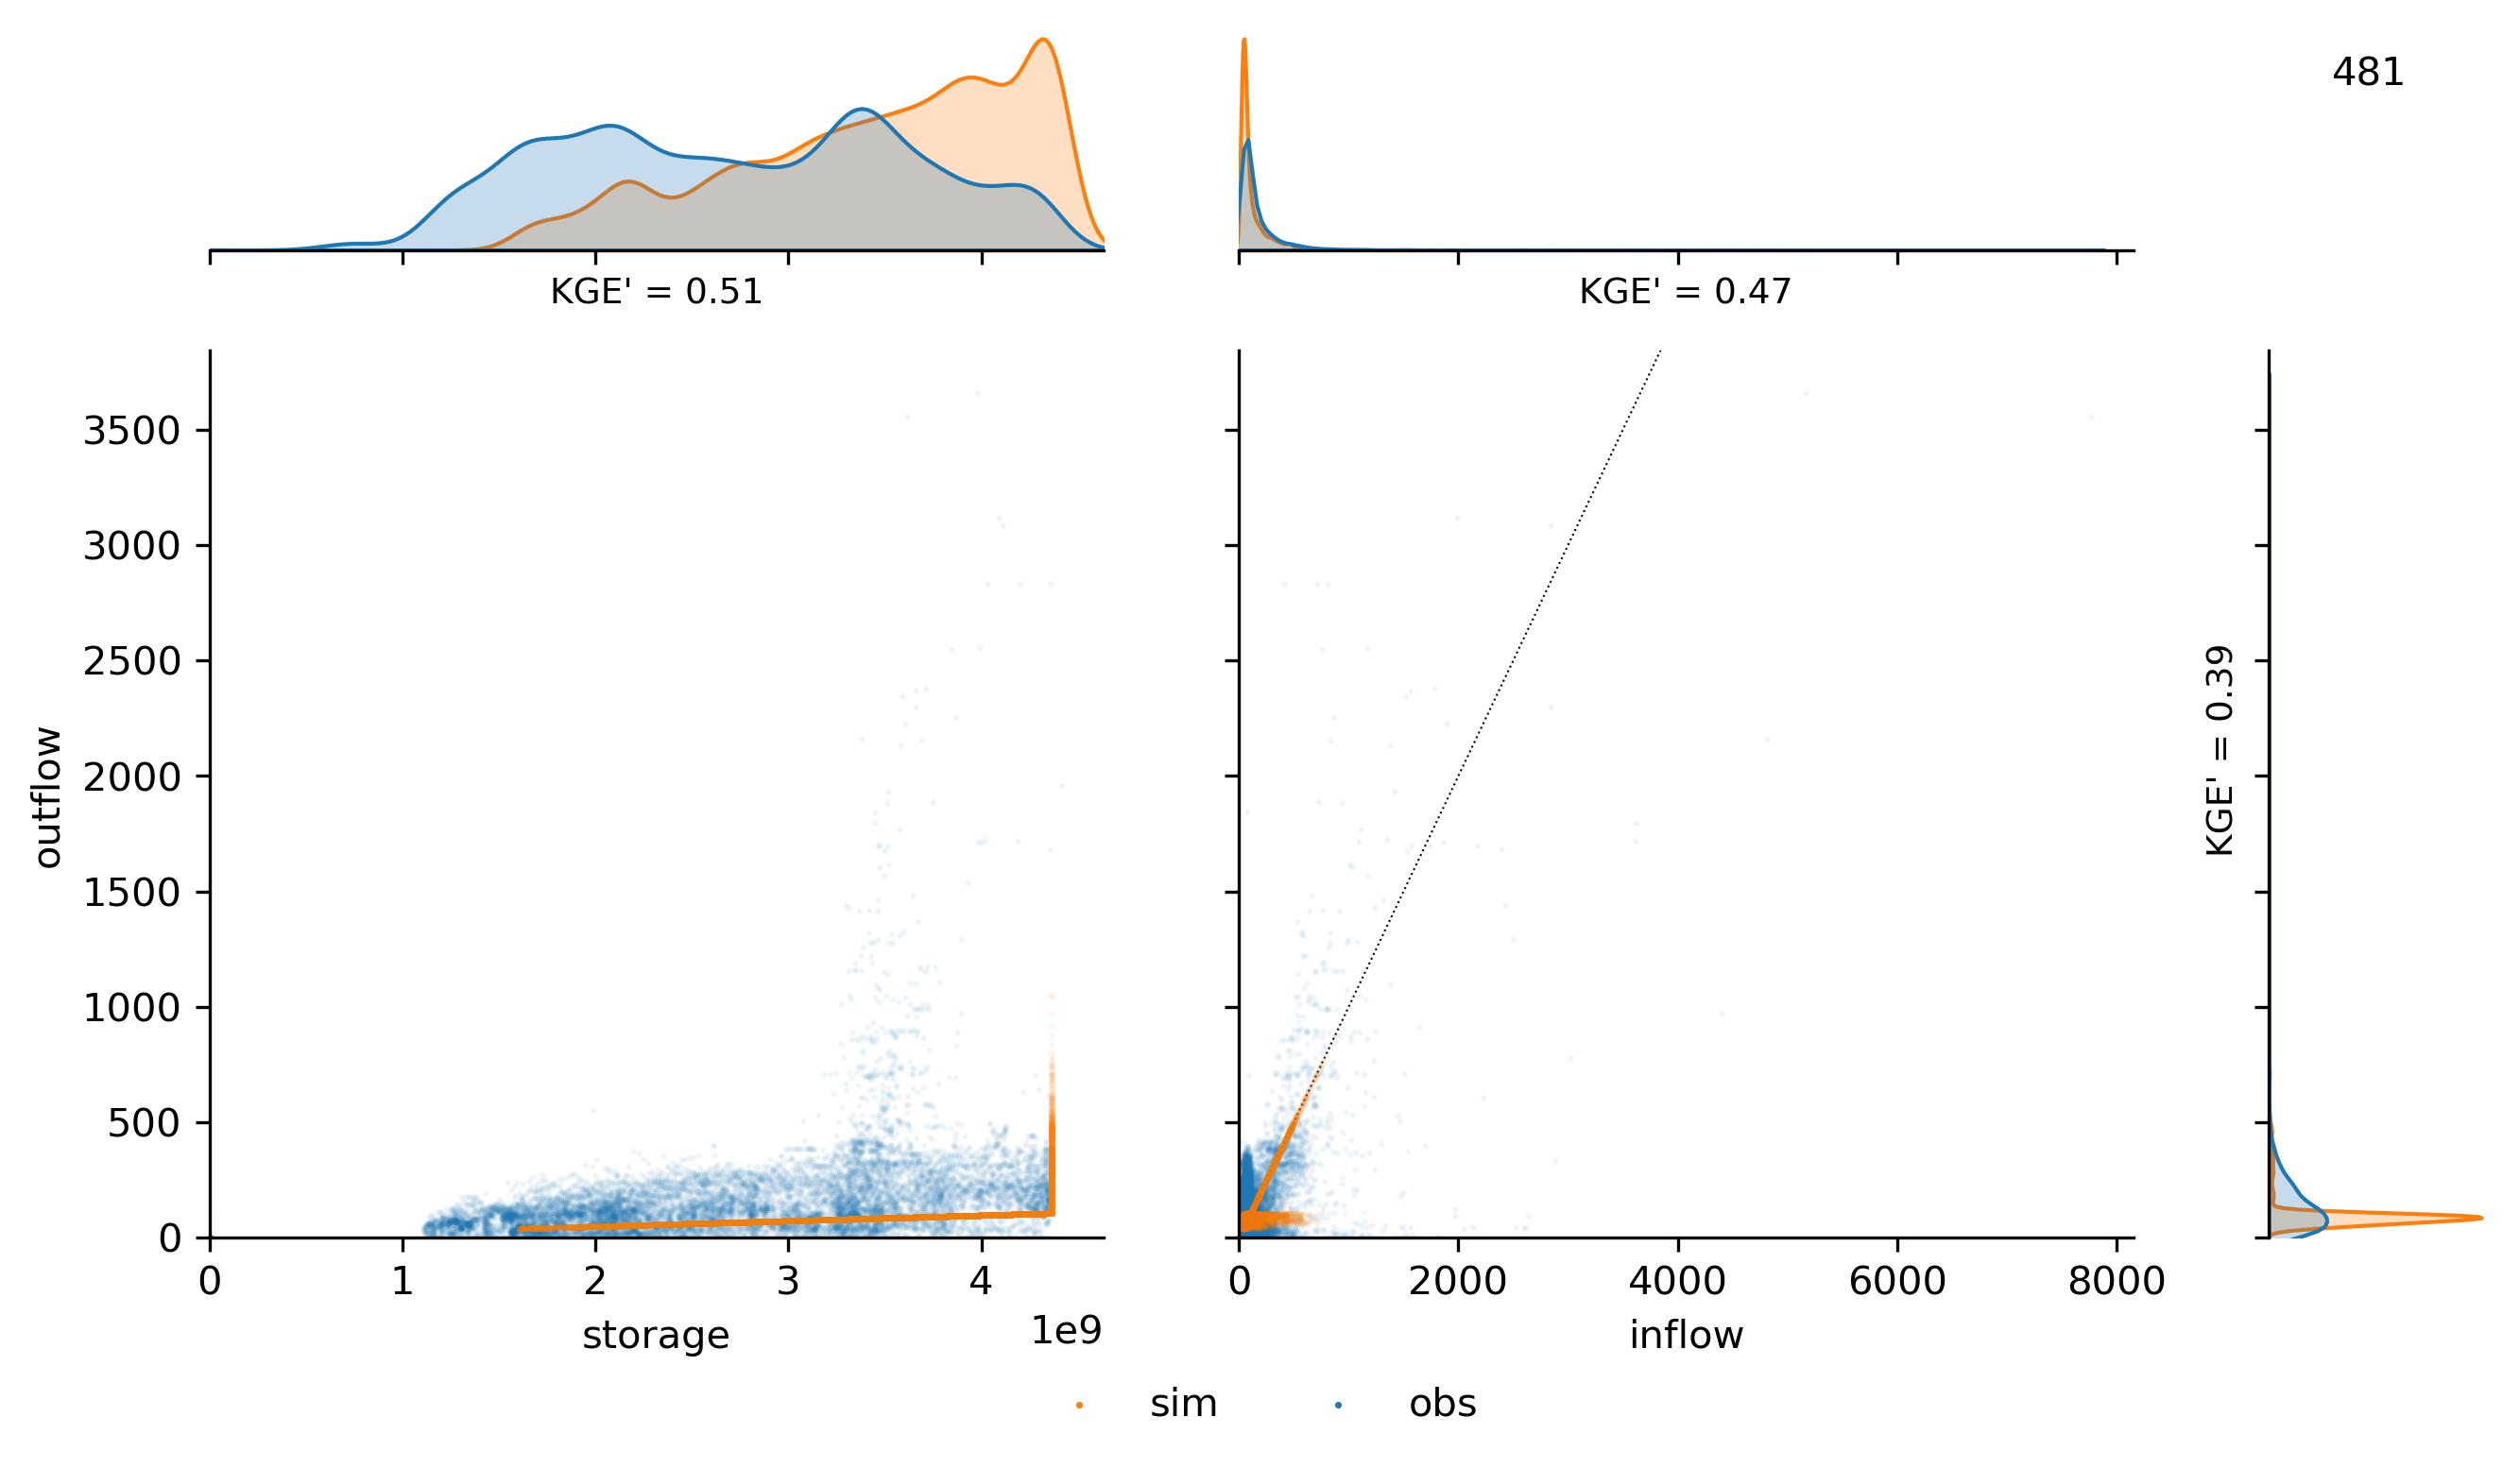 481
KGE' = 0.51
KGE' = 0.47
3500
3000
2500
2000
1500
1000
500
0
outflow
KGE' = 0.39
0 1 2 3 4
0 2000 4000 6000 8000
storage
1e9
inflow
sim
obs